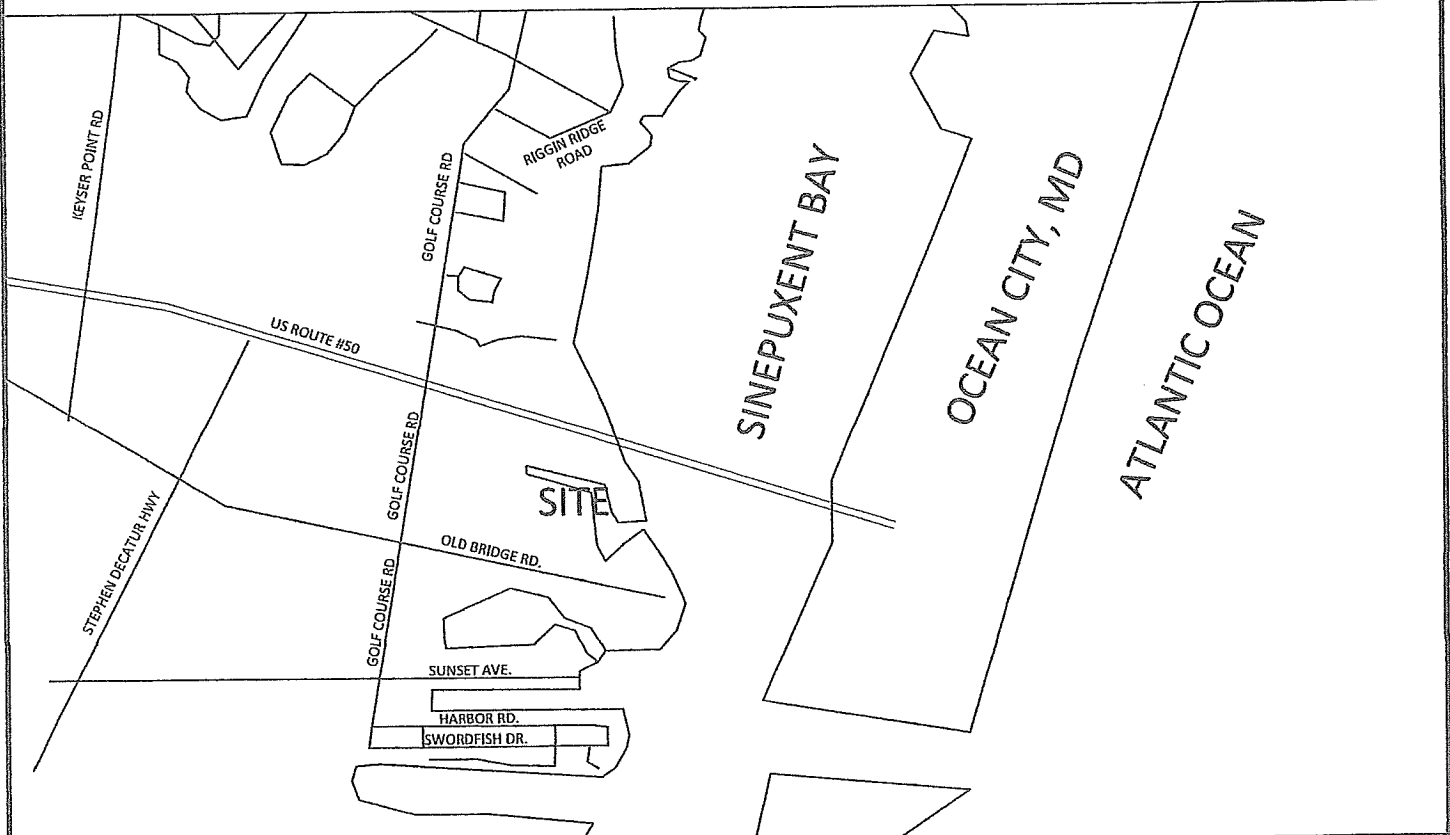 KEYSER POINT RD
RIGGIN RIDGE
ROAD
GOLF COURSE RD
SINEPUXENT BAY
OCEAN CITY, MD
ATLANTIC OCEAN
US ROUTE #50
GOLF COURSE RD
SITE
STEPHEN DECATUR HWY
OLD BRIDGE RD.
GOLF COURSE RD
SUNSET AVE.
HARBOR RD.
SWORDFISH DR.